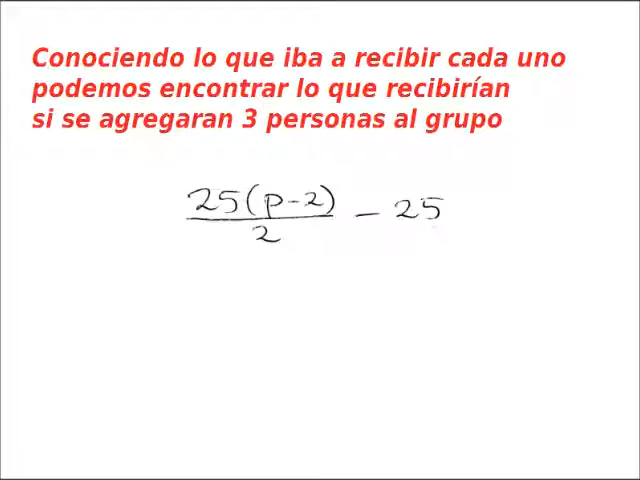 Conociendo lo que iba a recibir cada uno
podemos encontrar lo que recibirían
si se agregaran 3 personas al grupo
25(p-2)/2 - 25